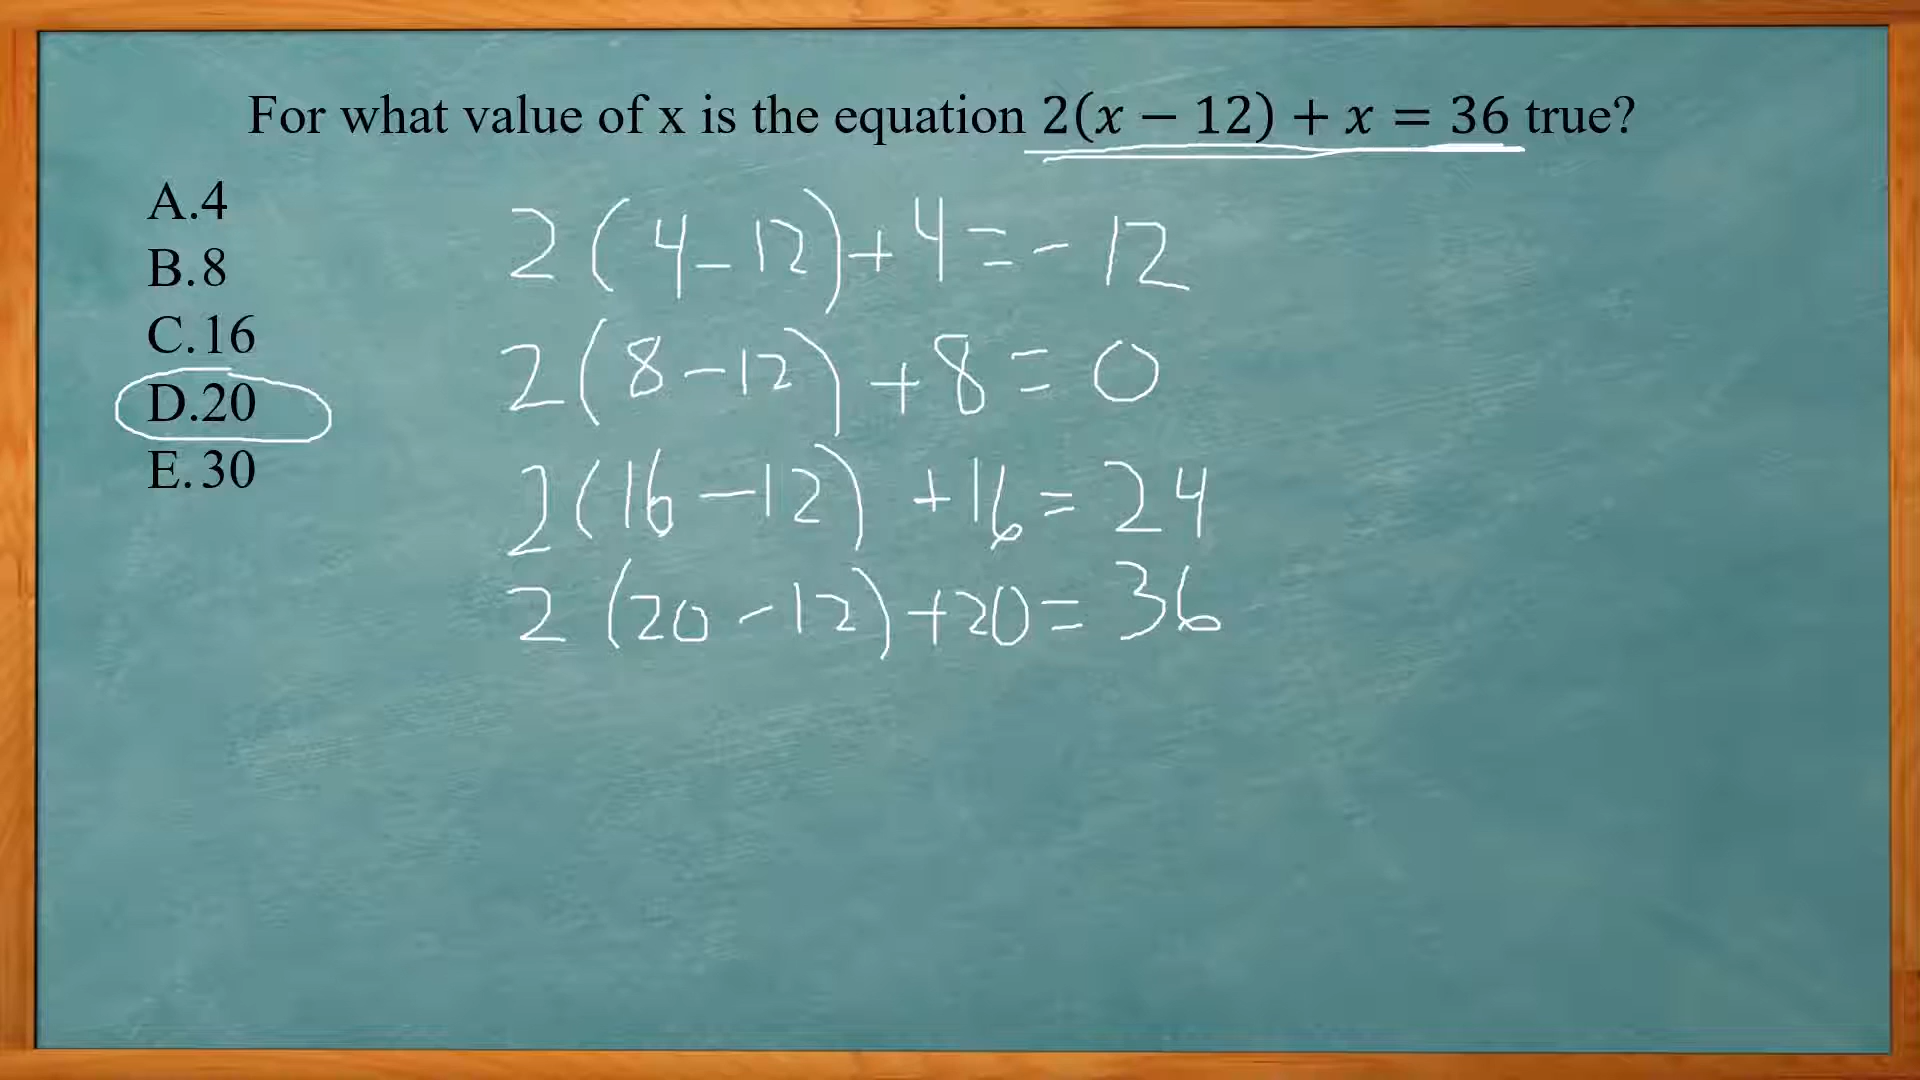 For what value of x is the equation 2(x − 12) + x = 36 true?
A.4
B.8
C.16
D.20
E.30
2(4-12)+4=-12
2(8-12)+8=0
2(16-12)+16=24
2(20-12)+20=36